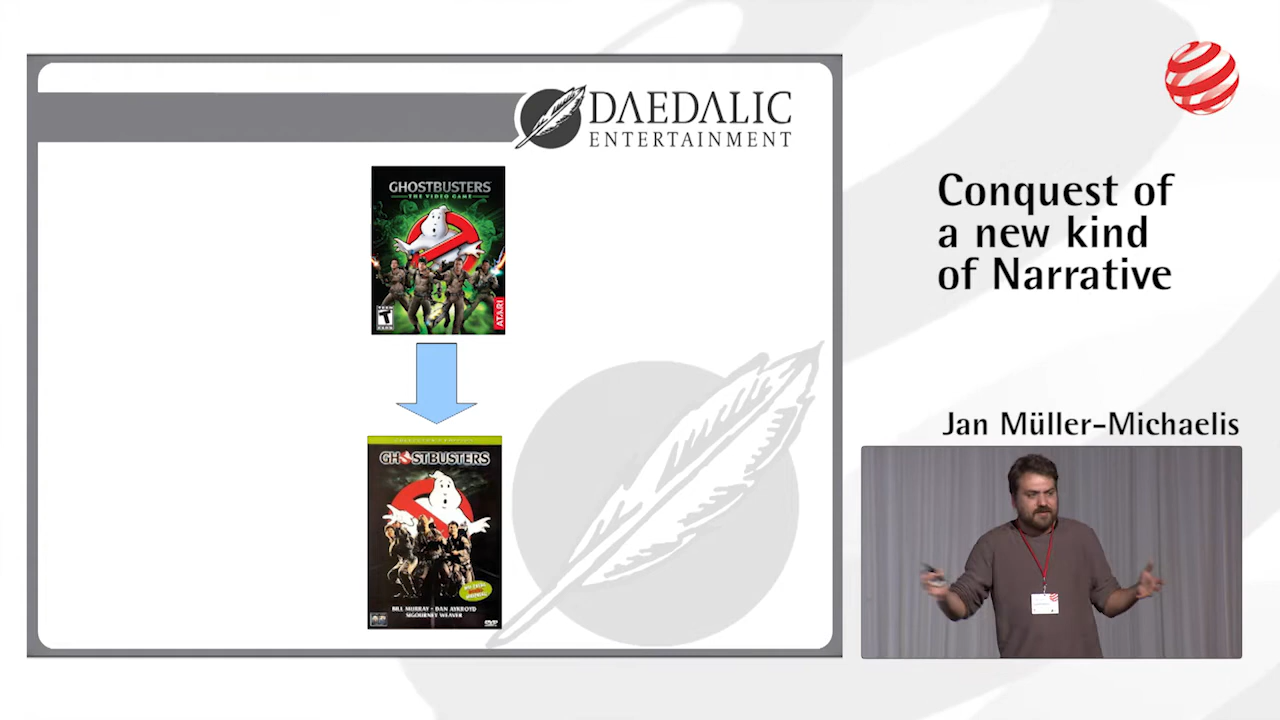 DAEDALIC
ENTERTAINMENT
GHOSTBUSTERS
THE VIDEO GAME
T
ATARI
GHOSTBUSTERS
BILL MURRAY · DAN AYKROYD
SIGOURNEY WEAVER
DVD
Conquest of
a new kind
of Narrative
Jan Müller-Michaelis